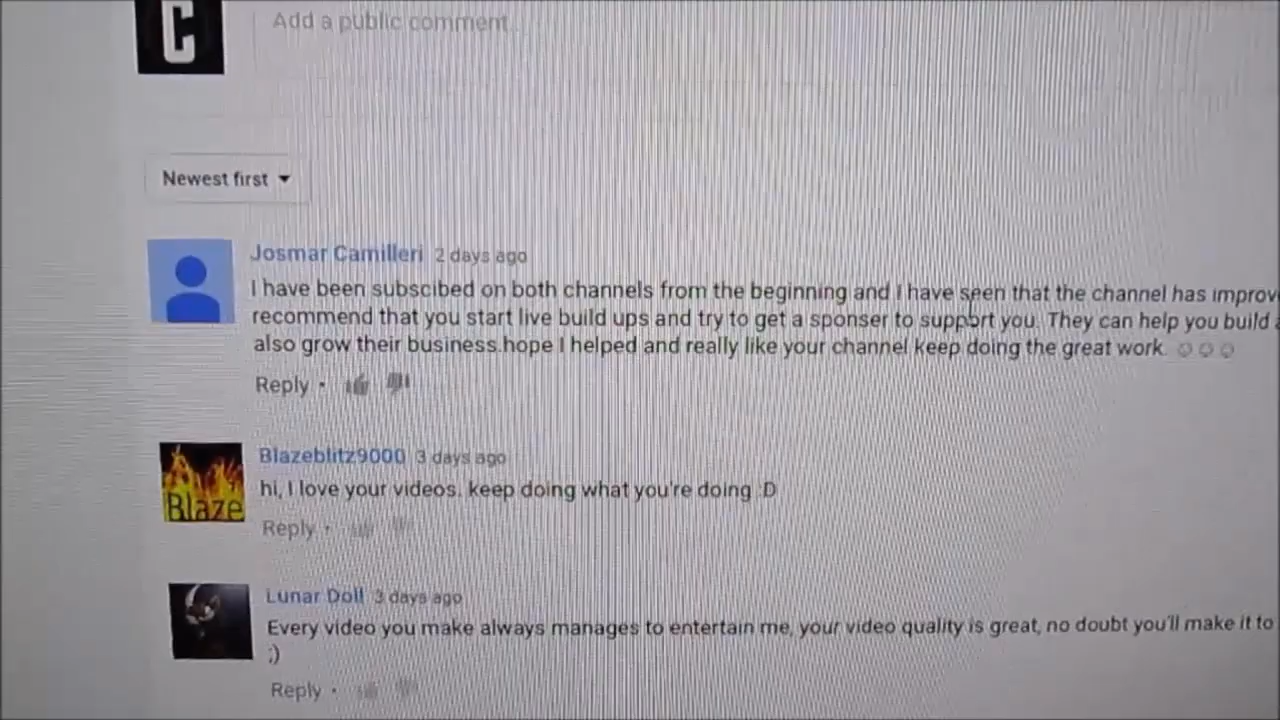 C
Add a public comment...
Newest first
Josmar Camilleri 2 days ago
I have been subscibed on both channels from the beginning and I have seen that the channel has improv
recommend that you start live build ups and try to get a sponser to support you. They can help you build
also grow their business.hope I helped and really like your channel keep doing the great work. ☺☺☺
Reply •
Blazeblitz9000 3 days ago
hi, I love your videos. keep doing what you're doing :D
Blaze
Reply •
Lunar Doll 3 days ago
Every video you make always manages to entertain me, your video quality is great, no doubt you'll make it to
;)
Reply •